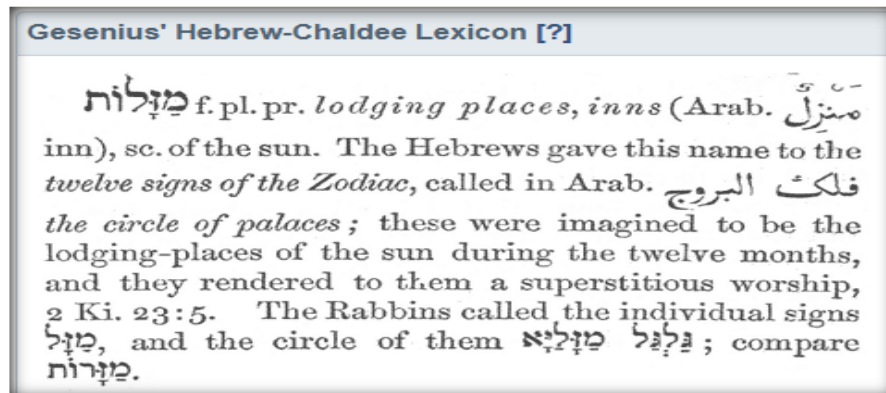 Gesenius' Hebrew-Chaldee Lexicon [?]
מַזָּלוֹת f. pl. pr. lodging places, inns (Arab. مَنْزِلٌ
inn), sc. of the sun. The Hebrews gave this name to the
twelve signs of the Zodiac, called in Arab. فلك البروج
the circle of palaces; these were imagined to be the
lodging-places of the sun during the twelve months,
and they rendered to them a superstitious worship,
2 Ki. 23:5. The Rabbins called the individual signs
מַזָּל, and the circle of them גַּלְגַּל מַזָּלַיָּא; compare
מַזָּרוֹת.